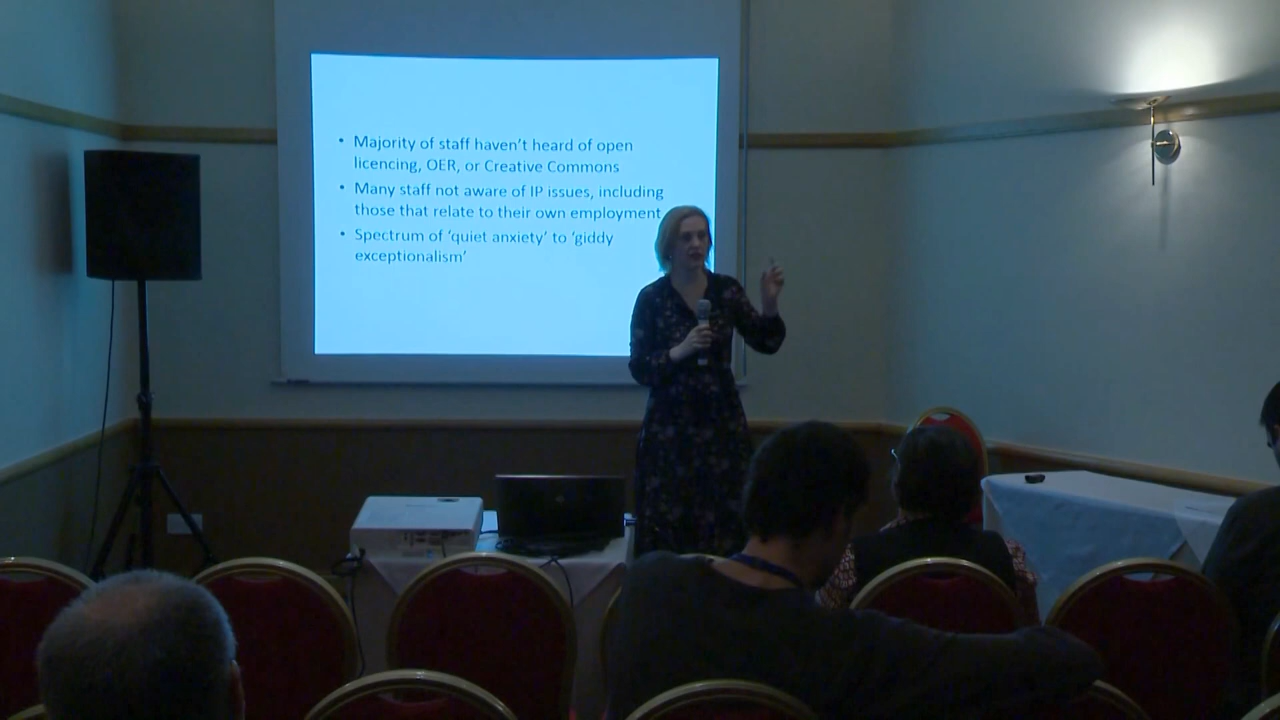 • Majority of staff haven't heard of open
licencing, OER, or Creative Commons
• Many staff not aware of IP issues, including
those that relate to their own employment
• Spectrum of 'quiet anxiety' to 'giddy
exceptionalism'